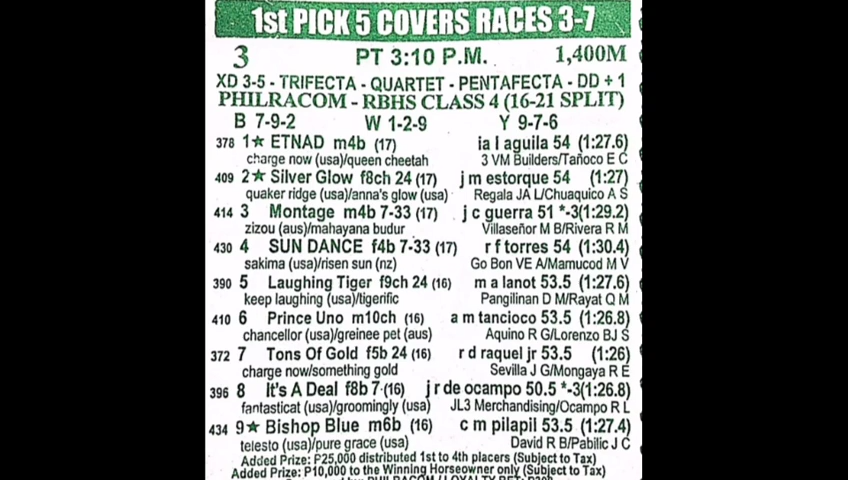 1st PICK 5 COVERS RACES 3-7
3 PT 3:10 P.M. 1,400M
XD 3-5 - TRIFECTA - QUARTET - PENTAFECTA - DD + 1
PHILRACOM - RBHS CLASS 4 (16-21 SPLIT)
B 7-9-2 W 1-2-9 Y 9-7-6
378 1★ ETNAD m4b (17) ia l aguila 54 (1:27.6)
charge now (usa)/queen cheetah 3 VM Builders/Tañoco E C
409 2★ Silver Glow f8ch 24 (17) j m estorque 54 (1:27)
quaker ridge (usa)/anna's glow (usa) Regala JA L/Chuaquico A S
414 3 Montage m4b 7-33 (17) j c guerra 51 *-3(1:29.2)
zizou (aus)/mahayana budur Villaseñor M B/Rivera R M
430 4 SUN DANCE f4b 7-33 (17) r f torres 54 (1:30.4)
sakima (usa)/risen sun (nz) Go Bon VE A/Mamucod M V
390 5 Laughing Tiger f9ch 24 (16) m a lanot 53.5 (1:27.6)
keep laughing (usa)/tigerific Pangilinan D M/Rayat Q M
410 6 Prince Uno m10ch (16) a m tancioco 53.5 (1:26.8)
chancellor (usa)/greinee pet (aus) Aquino R G/Lorenzo BJ S
372 7 Tons Of Gold f5b 24 (16) r d raquel jr 53.5 (1:26)
charge now/something gold Sevilla J G/Mongaya R E
396 8 It's A Deal f8b 7 (16) j r de ocampo 50.5 *-3(1:26.8)
fantasticat (usa)/groomingly (usa) JL3 Merchandising/Ocampo R L
434 9★ Bishop Blue m6b (16) c m pilapil 53.5 (1:27.4)
telesto (usa)/pure grace (usa) David R B/Pabilic J C
Added Prize: P25,000 distributed 1st to 4th placers (Subject to Tax)
Added Prize: P10,000 to the Winning Horseowner only (Subject to Tax)